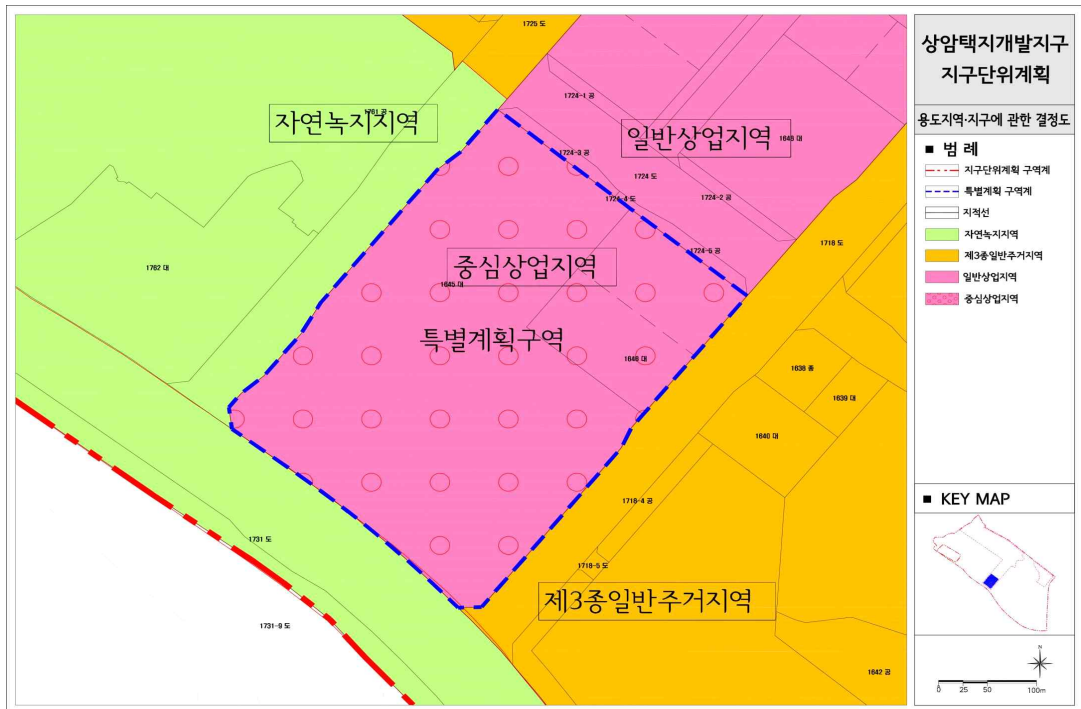 상암택지개발지구
지구단위계획
용도지역·지구에 관한 결정도
■ 범 례
지구단위계획 구역계
특별계획 구역계
지적선
자연녹지지역
제3종일반주거지역
일반상업지역
중심상업지역
■ KEY MAP
N
0 25 50 100m
1725 도
1724-1 공
1761 공
자연녹지지역
일반상업지역
1648 대
1724-3 공
1724 도
1724-4 도
1724-2 공
1718 도
1724-5 공
중심상업지역
1762 대
1645 대
특별계획구역
1646 대
1638 종
1639 대
1640 대
1718-4 공
1731 도
1718-5 도
제3종일반주거지역
1731-9 도
1642 공